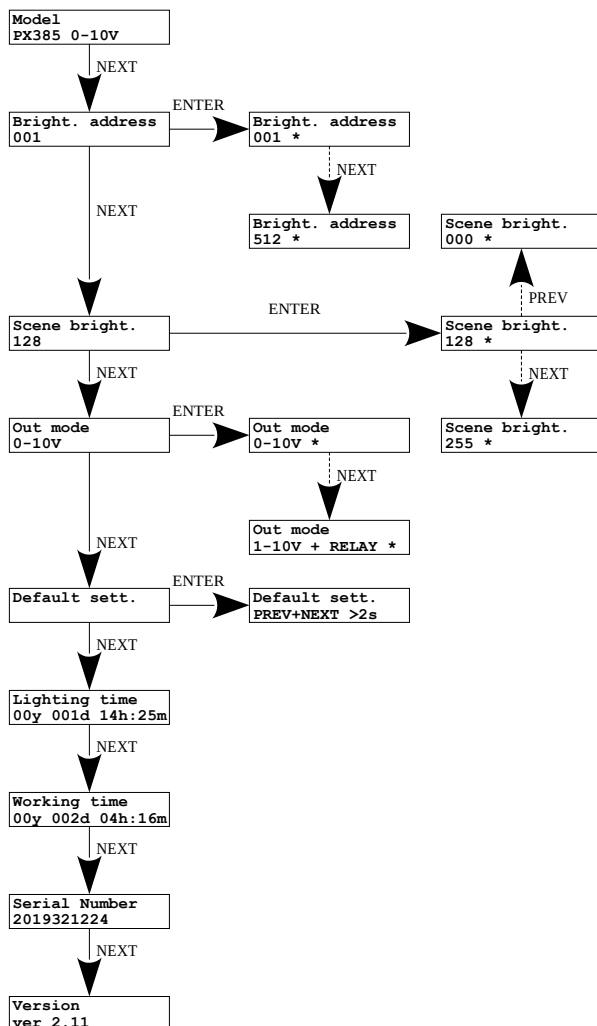 Model
PX385 0-10V
NEXT
ENTER
Bright. address
001
Bright. address
001 *
NEXT
NEXT
Bright. address
512 *
Scene bright.
000 *
PREV
ENTER
Scene bright.
128
Scene bright.
128 *
NEXT
NEXT
ENTER
Out mode
0-10V
Out mode
0-10V *
Scene bright.
255 *
NEXT
Out mode
1-10V + RELAY *
NEXT
ENTER
Default sett.
Default sett.
PREV+NEXT >2s
NEXT
Lighting time
00y 001d 14h:25m
NEXT
Working time
00y 002d 04h:16m
NEXT
Serial Number
2019321224
NEXT
Version
ver 2.11